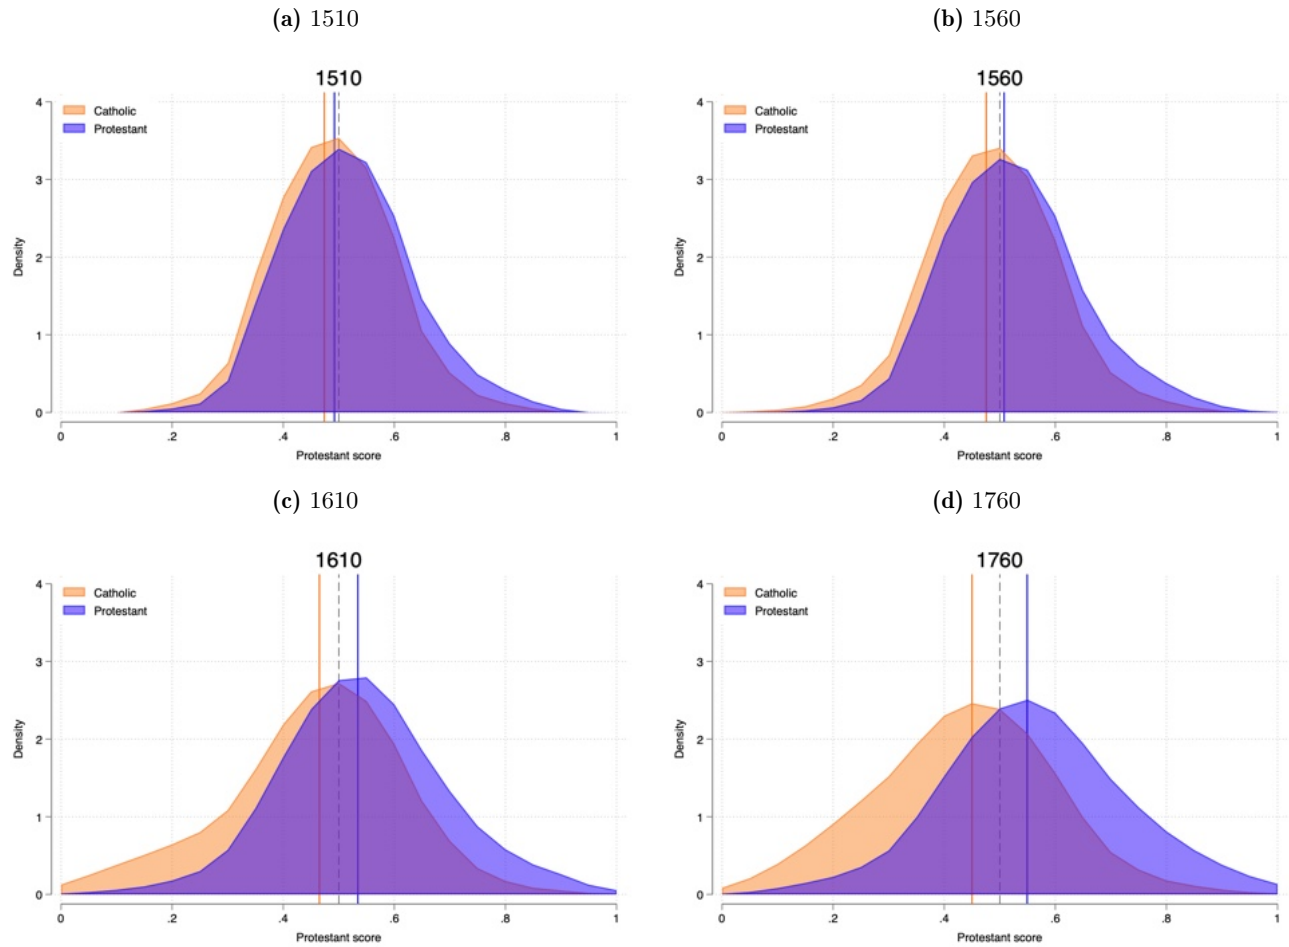 (a) 1510
1510
4
3
2
1
0
Density
Catholic
Protestant
0 .2 .4 .6 .8 1
Protestant score
(b) 1560
1560
4
3
2
1
0
Density
Catholic
Protestant
0 .2 .4 .6 .8 1
Protestant score
(c) 1610
1610
4
3
2
1
0
Density
Catholic
Protestant
0 .2 .4 .6 .8 1
Protestant score
(d) 1760
1760
4
3
2
1
0
Density
Catholic
Protestant
0 .2 .4 .6 .8 1
Protestant score